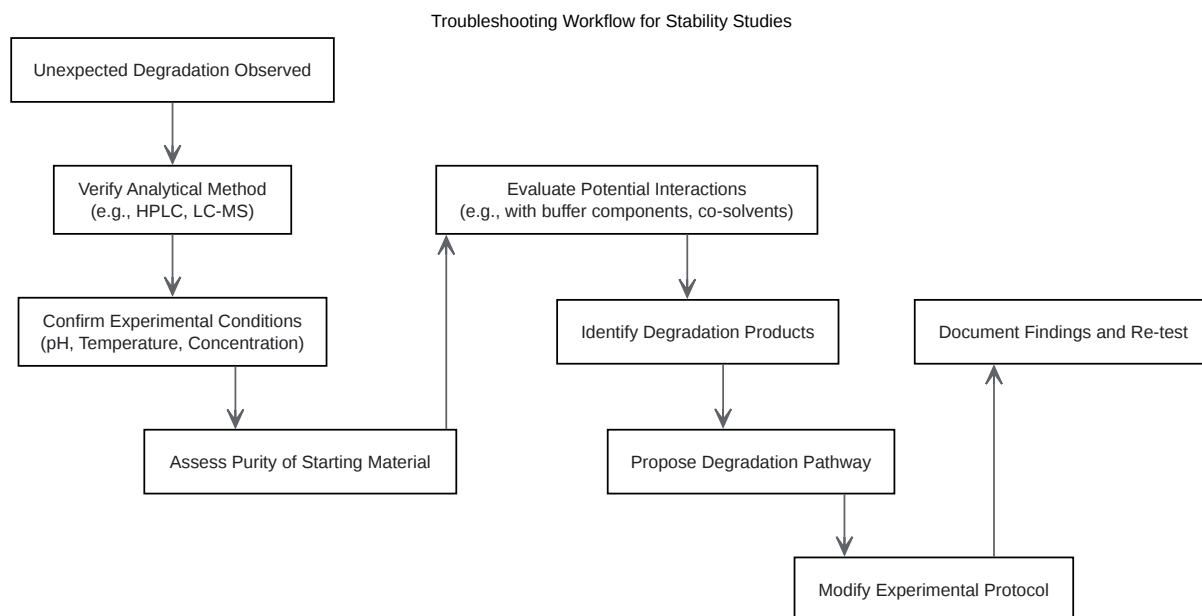 Troubleshooting Workflow for Stability Studies
Unexpected Degradation Observed
Verify Analytical Method
(e.g., HPLC, LC-MS)
Confirm Experimental Conditions
(pH, Temperature, Concentration)
Assess Purity of Starting Material
Evaluate Potential Interactions
(e.g., with buffer components, co-solvents)
Identify Degradation Products
Propose Degradation Pathway
Modify Experimental Protocol
Document Findings and Re-test